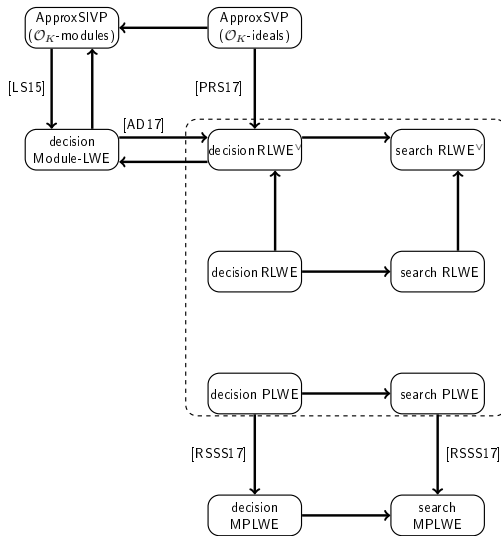 ApproxSIVP
(𝒪_K-modules)
ApproxSVP
(𝒪_K-ideals)
[LS15]
[PRS17]
[AD17]
decision
Module-LWE
decision RLWE^∨
search RLWE^∨
decision RLWE
search RLWE
decision PLWE
search PLWE
[RSSS17]
[RSSS17]
decision
MPLWE
search
MPLWE